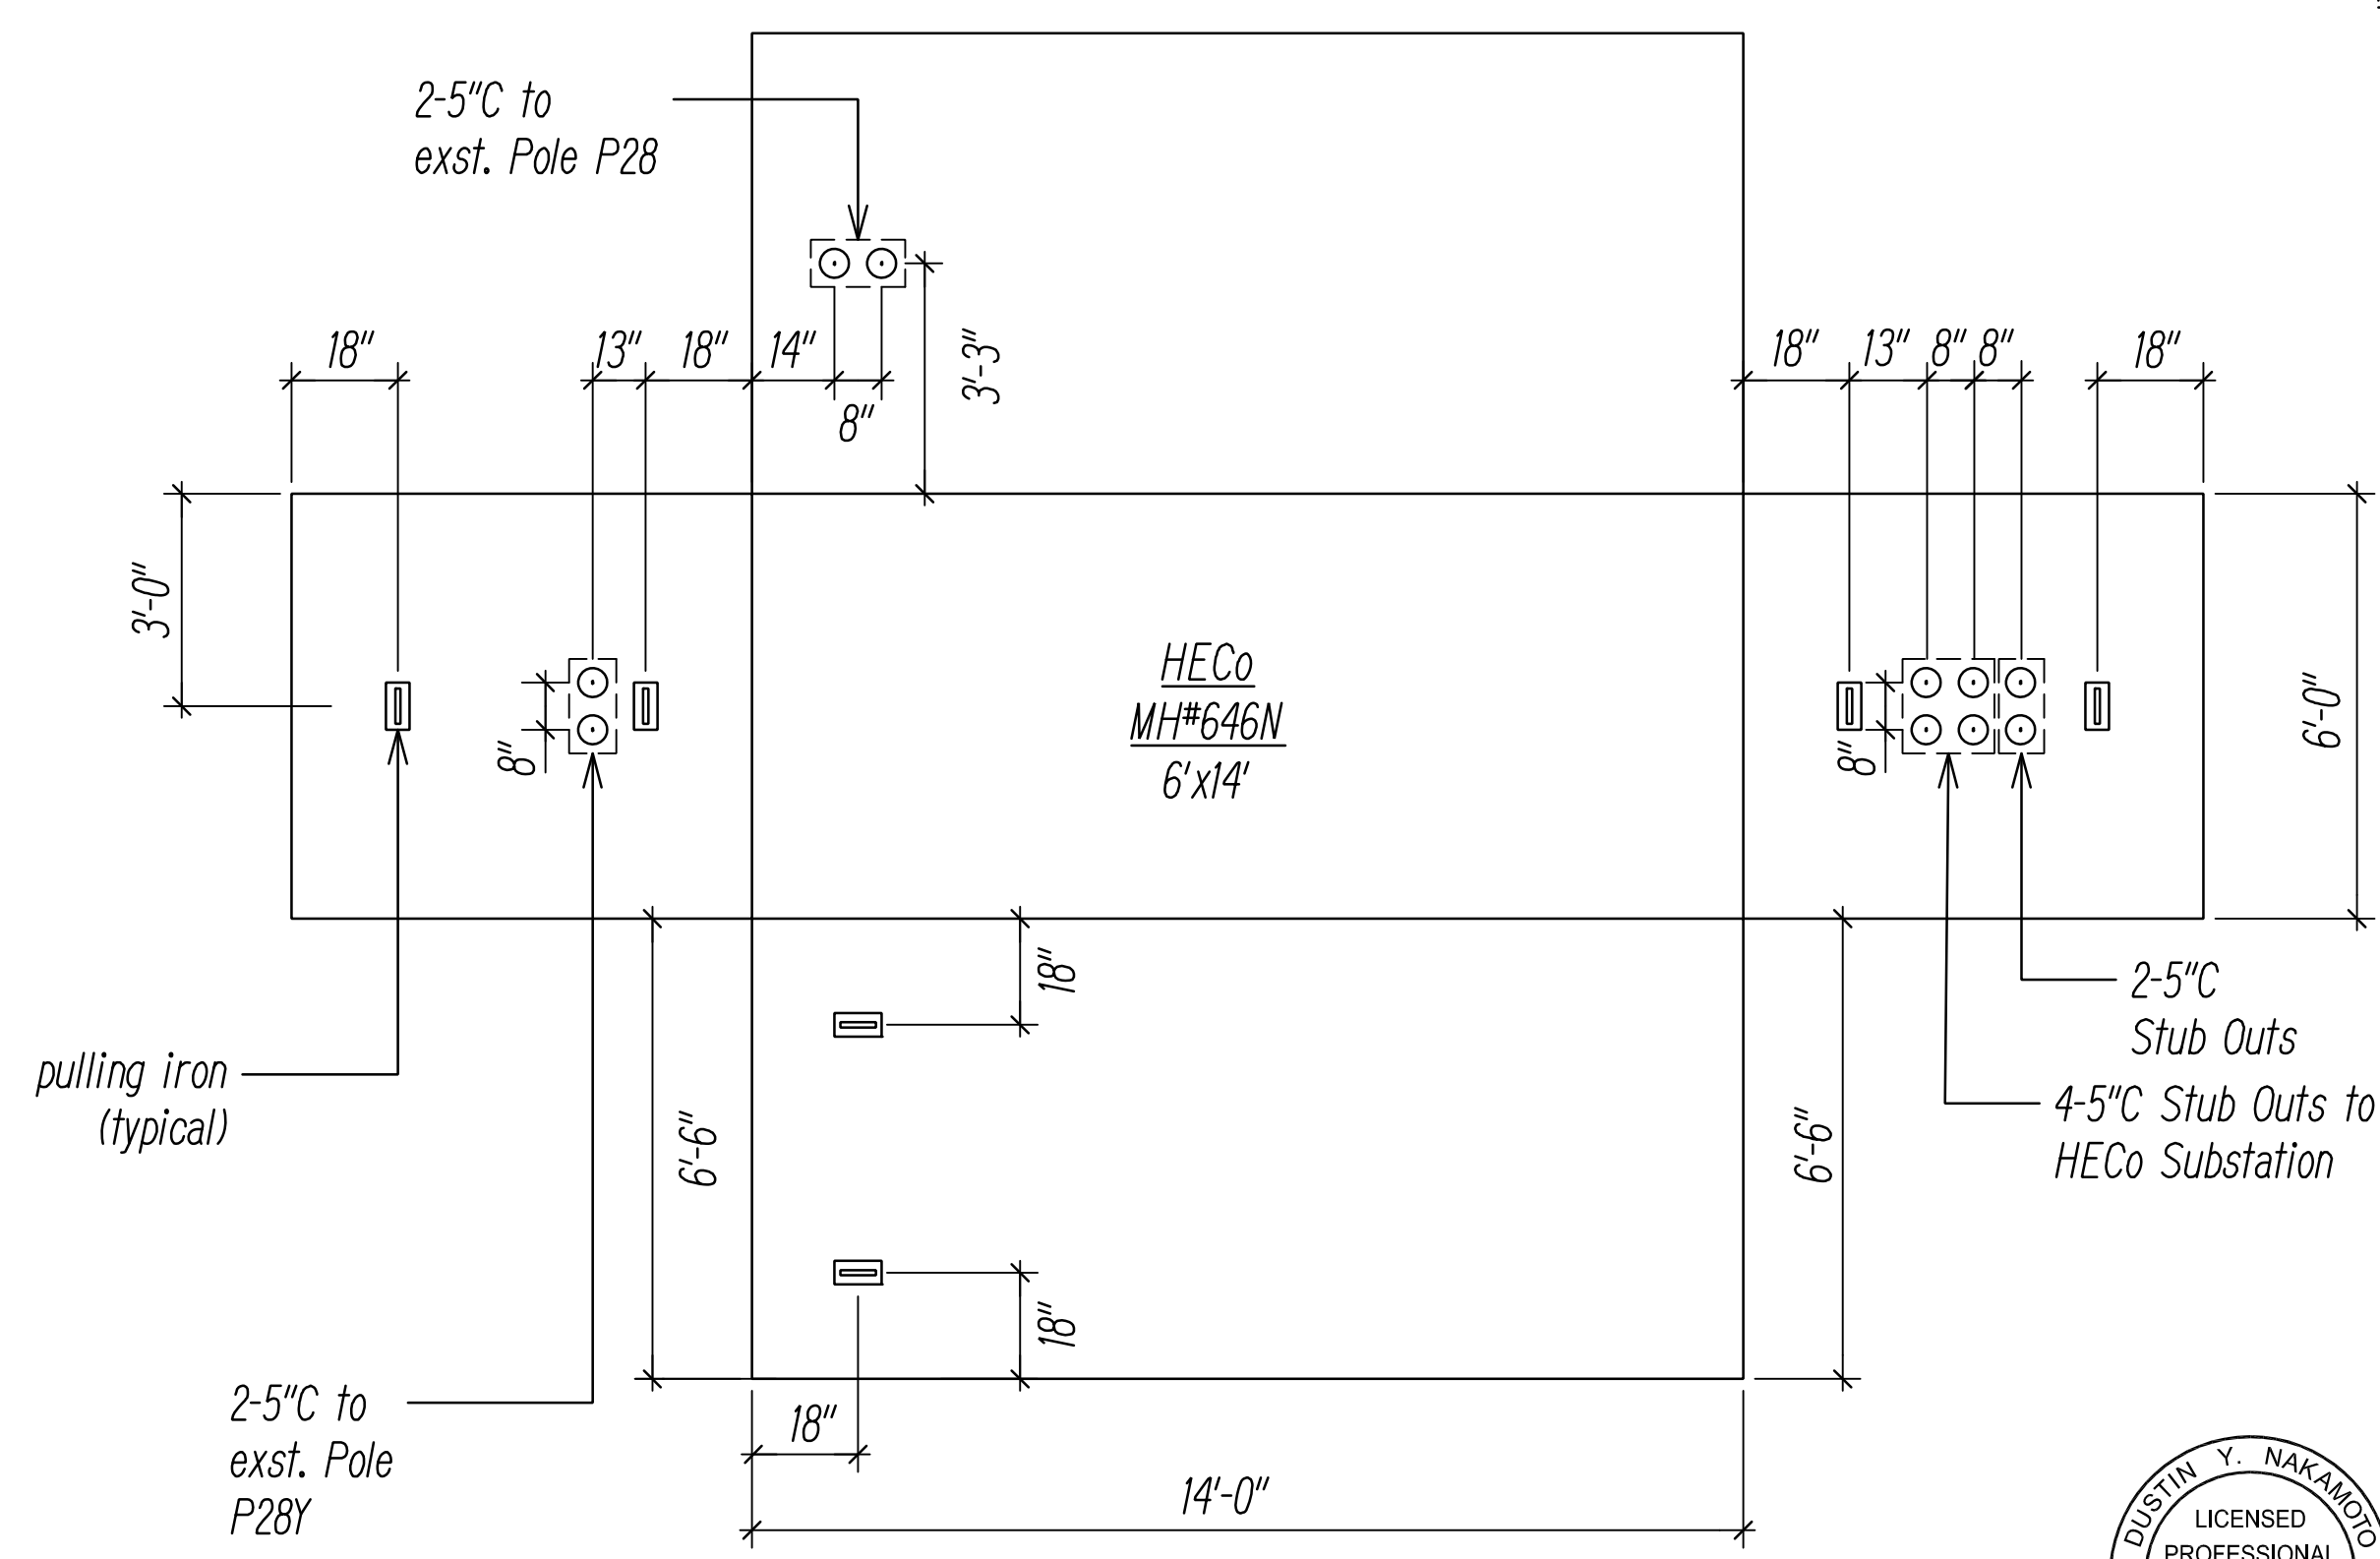 2-5"C to
exst. Pole P28
18"
13"
18"
14"
8"
3'-3"
18"
13"
8"
8"
18"
3'-0"
8"
HECo
MH#646N
6'x14'
8"
6'-0"
18"
2-5"C
Stub Outs
pulling iron
(typical)
6'-6"
6'-6"
4-5"C Stub Outs to
HECo Substation
18"
2-5"C to
exst. Pole
P28Y
18"
14'-0"
DUSTIN Y. NAKAMOTO
LICENSED
PROFESSIONAL